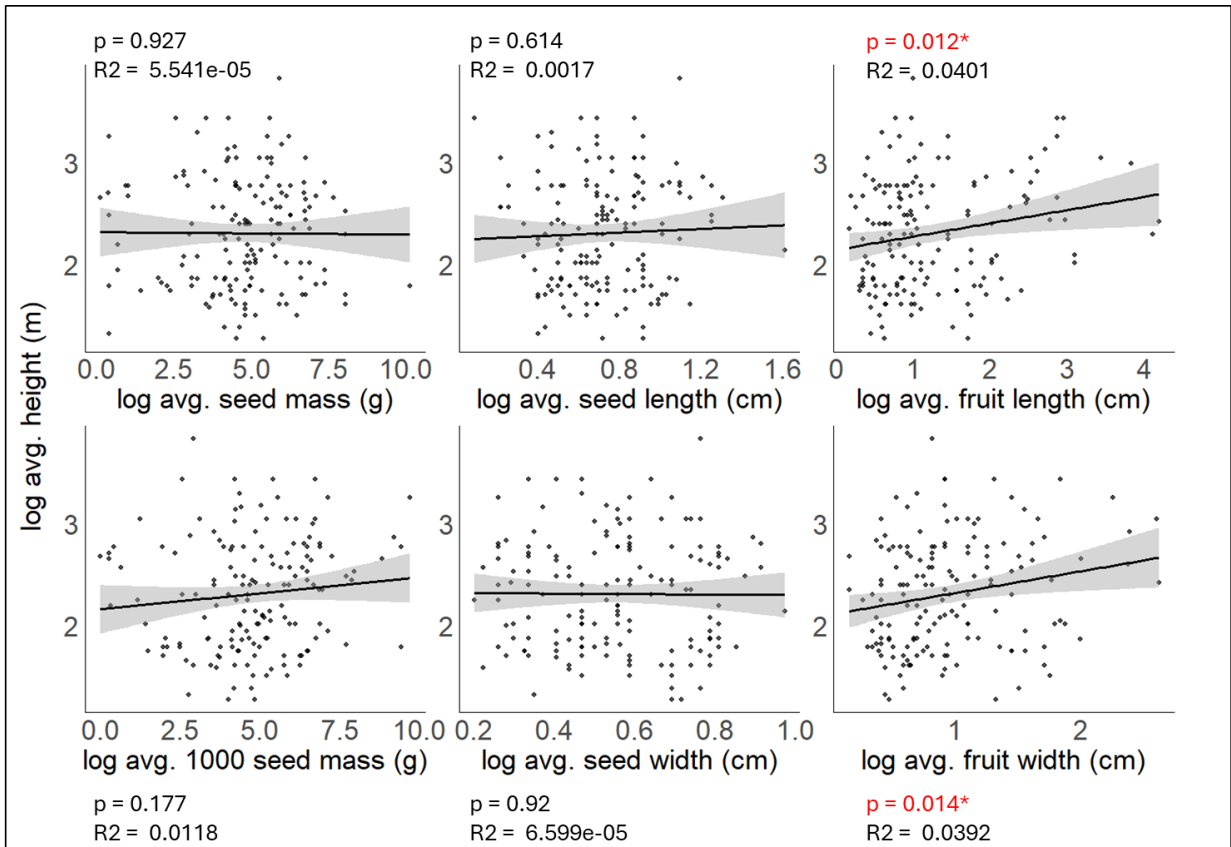 p = 0.927
R2 = 5.541e-05
p = 0.614
R2 = 0.0017
p = 0.012*
R2 = 0.0401
log avg. height (m)
3
2
0.0 2.5 5.0 7.5 10.0
log avg. seed mass (g)
3
2
0.4 0.8 1.2 1.6
log avg. seed length (cm)
3
2
0 1 2 3 4
log avg. fruit length (cm)
3
2
0.0 2.5 5.0 7.5 10.0
log avg. 1000 seed mass (g)
3
2
0.2 0.4 0.6 0.8 1.0
log avg. seed width (cm)
3
2
1 2
log avg. fruit width (cm)
p = 0.177
R2 = 0.0118
p = 0.92
R2 = 6.599e-05
p = 0.014*
R2 = 0.0392